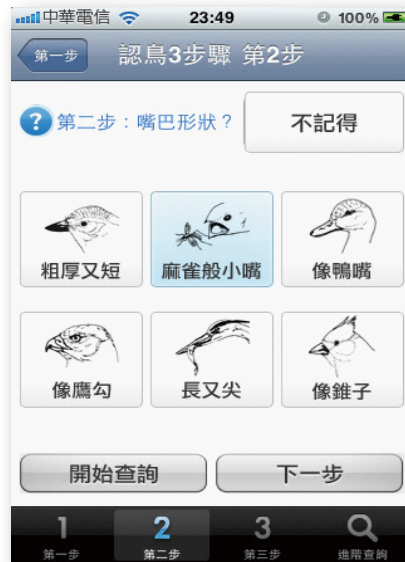 中華電信 23:49 100%
第一步 認鳥3步驟 第2步
? 第二步：嘴巴形狀？ 不記得
粗厚又短 麻雀般小嘴 像鴨嘴
像鷹勾 長又尖 像錐子
開始查詢 下一步
1 2 3
第一步 第二步 第三步 進階查詢